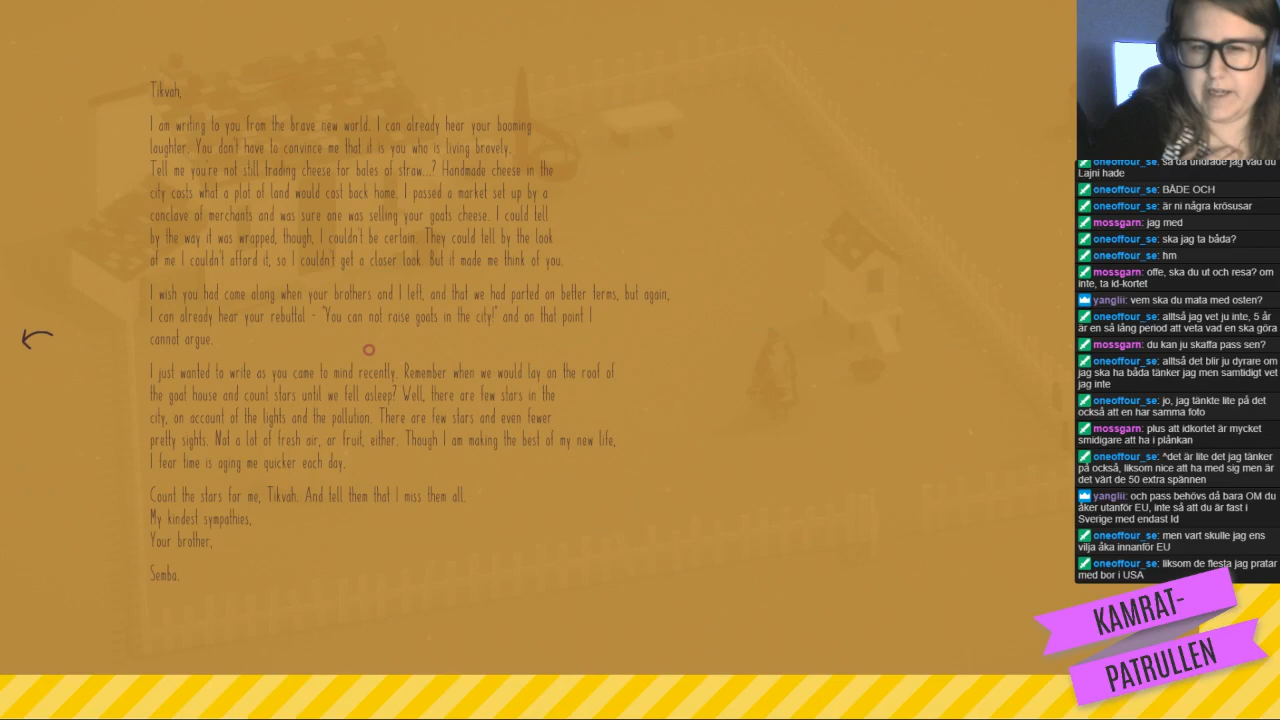 Tikvah,
I am writing to you from the brave new world. I can already hear your booming
laughter. You don't have to convince me that it is you who is living bravely.
Tell me you're not still trading cheese for bales of straw...? Handmade cheese in the
city costs what a plot of land would cost back home. I passed a market set up by a
conclave of merchants and was sure one was selling your goats cheese. I could tell
by the way it was wrapped, though, I couldn't be certain. They could tell by the look
of me I couldn't afford it, so I couldn't get a closer look. But it made me think of you.
I wish you had come along when your brothers and I left, and that we had parted on better terms, but again,
I can already hear your rebuttal - "You can not raise goats in the city!" and on that point I
cannot argue.
I just wanted to write as you came to mind recently. Remember when we would lay on the roof of
the goat house and count stars until we fell asleep? Well, there are few stars in the
city, on account of the lights and the pollution. There are few stars and even fewer
pretty sights. Not a lot of fresh air, or fruit, either. Though I am making the best of my new life,
I fear time is aging me quicker each day.
Count the stars for me, Tikvah. And tell them that I miss them all.
My kindest sympathies,
Your brother,
Semba.
oneoffour_se: så då undrade jag vad du
Lajni hade
oneoffour_se: BÅDE OCH
oneoffour_se: är ni några krösusar
mossgarn: jag med
oneoffour_se: ska jag ta båda?
oneoffour_se: hm
mossgarn: offe, ska du ut och resa? om
inte, ta id-kortet
yanglii: vem ska du mata med osten?
oneoffour_se: alltså jag vet ju inte, 5 år
är en så lång period att veta vad en ska göra
mossgarn: du kan ju skaffa pass sen?
oneoffour_se: alltså det blir ju dyrare om
jag ska ha båda tänker jag men samtidigt vet
jag inte
oneoffour_se: jo, jag tänkte lite på det
också att en har samma foto
mossgarn: plus att idkortet är mycket
smidigare att ha i plånkan
oneoffour_se: ^det är lite det jag tänker
på också, liksom nice att ha med sig men är
det värt de 50 extra spännen
yanglii: och pass behövs då bara OM du
åker utanför EU, inte så att du är fast i
Sverige med endast Id
oneoffour_se: men vart skulle jag ens
vilja åka innanför EU
oneoffour_se: liksom de flesta jag pratar
med bor i USA
KAMRAT-
PATRULLEN